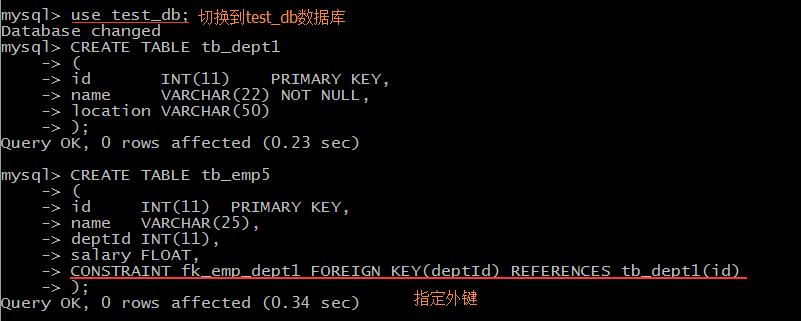 mysql> use test_db; 切换到test_db数据库
Database changed
mysql> CREATE TABLE tb_dept1
    -> (
    -> id       INT(11)    PRIMARY KEY,
    -> name     VARCHAR(22) NOT NULL,
    -> location VARCHAR(50)
    -> );
Query OK, 0 rows affected (0.23 sec)
mysql> CREATE TABLE tb_emp5
    -> (
    -> id     INT(11)  PRIMARY KEY,
    -> name   VARCHAR(25),
    -> deptId INT(11),
    -> salary FLOAT,
    -> CONSTRAINT fk_emp_dept1 FOREIGN KEY(deptId) REFERENCES tb_dept1(id)
    -> );
Query OK, 0 rows affected (0.34 sec) 指定外键